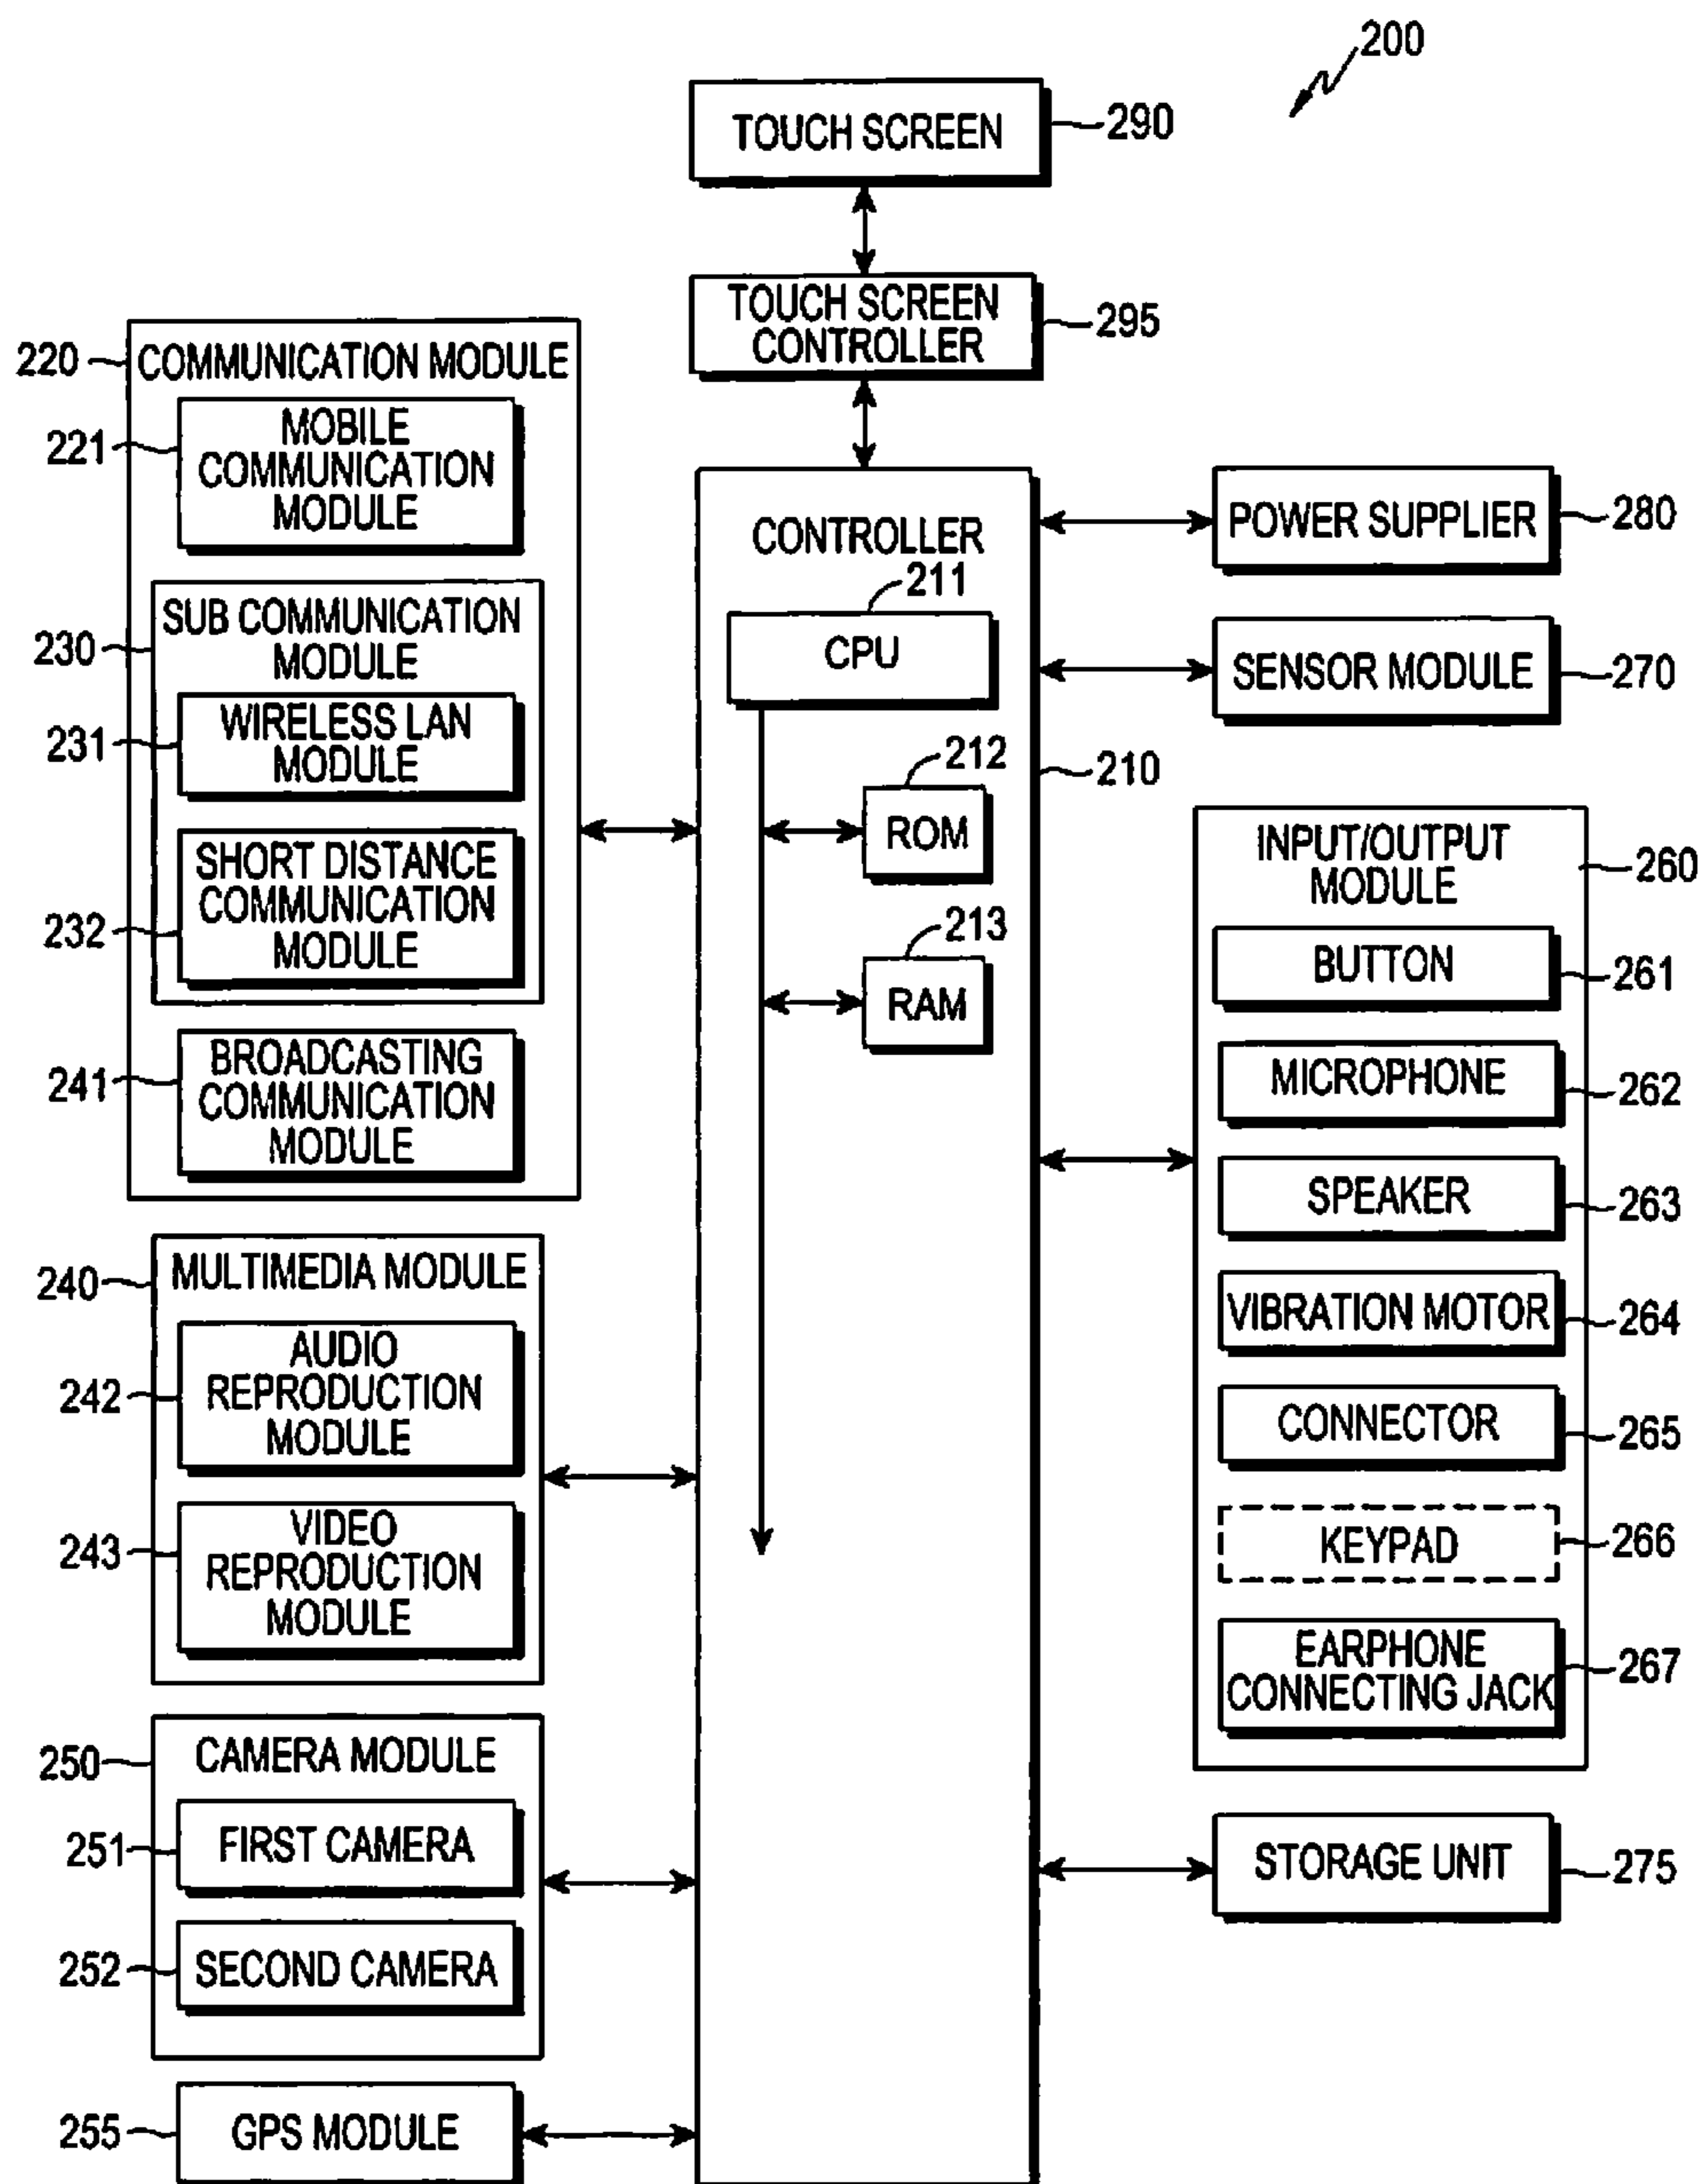 200
TOUCH SCREEN
290
TOUCH SCREEN
CONTROLLER
295
220
COMMUNICATION MODULE
221
MOBILE
COMMUNICATION
MODULE
230
SUB COMMUNICATION
MODULE
231
WIRELESS LAN
MODULE
232
SHORT DISTANCE
COMMUNICATION
MODULE
241
BROADCASTING
COMMUNICATION
MODULE
240
MULTIMEDIA MODULE
242
AUDIO
REPRODUCTION
MODULE
243
VIDEO
REPRODUCTION
MODULE
250
CAMERA MODULE
251
FIRST CAMERA
252
SECOND CAMERA
255
GPS MODULE
CONTROLLER
211
CPU
212
ROM
213
RAM
210
POWER SUPPLIER
280
SENSOR MODULE
270
INPUT/OUTPUT
MODULE
260
BUTTON
261
MICROPHONE
262
SPEAKER
263
VIBRATION MOTOR
264
CONNECTOR
265
KEYPAD
266
EARPHONE
CONNECTING JACK
267
STORAGE UNIT
275